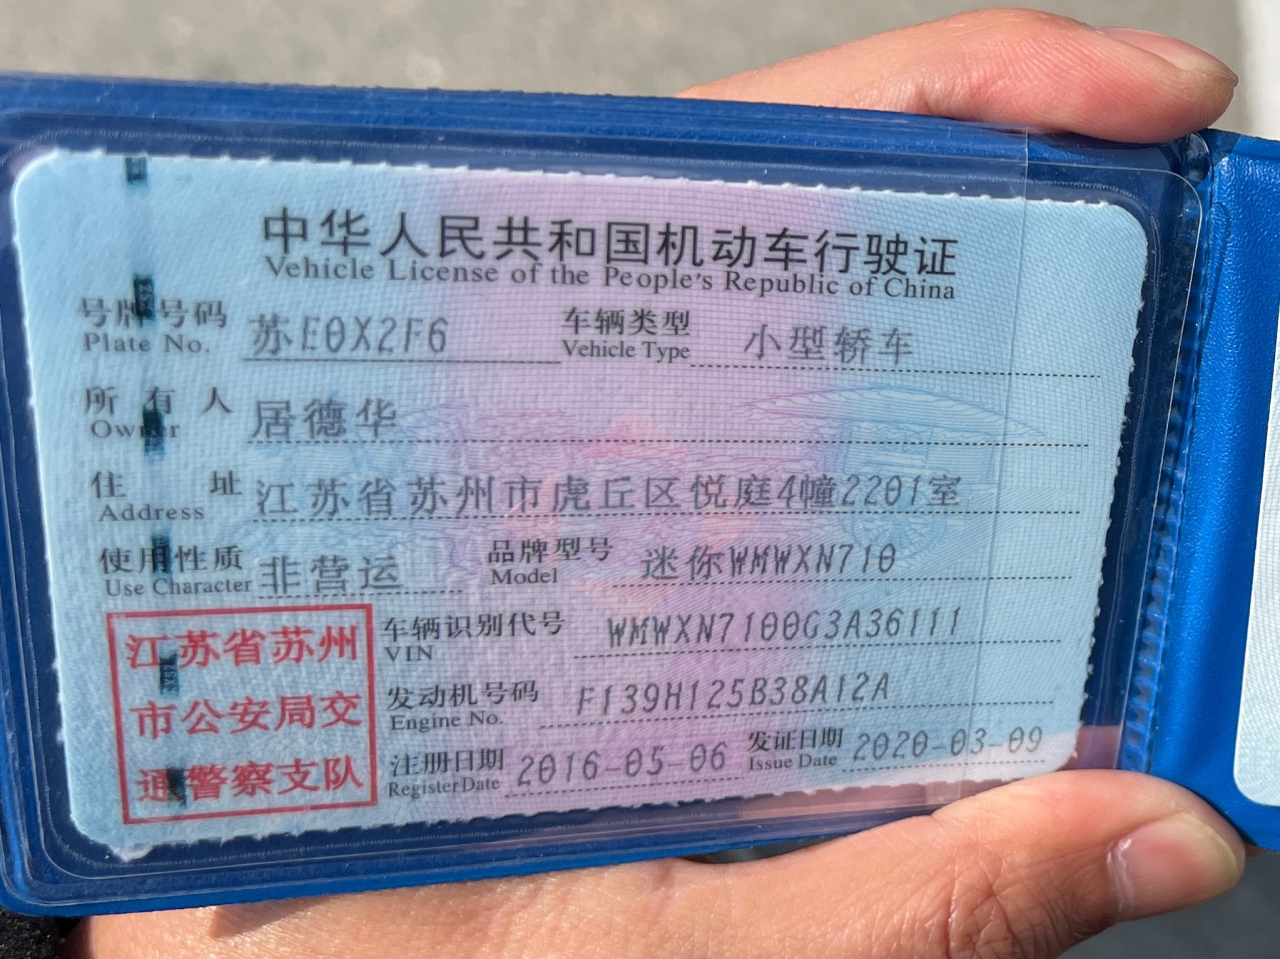 中华人民共和国机动车行驶证
Vehicle License of the People's Republic of China
号牌号码 苏E0X2F6 车辆类型 小型轿车
Plate No. Vehicle Type
所有人 居德华
Owner
住址 江苏省苏州市虎丘区悦庭4幢2201室
Address
使用性质 非营运 品牌型号 迷你WMWXN710
Use Character Model
江苏省苏州
市公安局交
通警察支队
车辆识别代号 WMWXN7100G3A36111
VIN
发动机号码 F139H125B38A12A
Engine No.
注册日期 2016-05-06 发证日期 2020-03-09
Register Date Issue Date